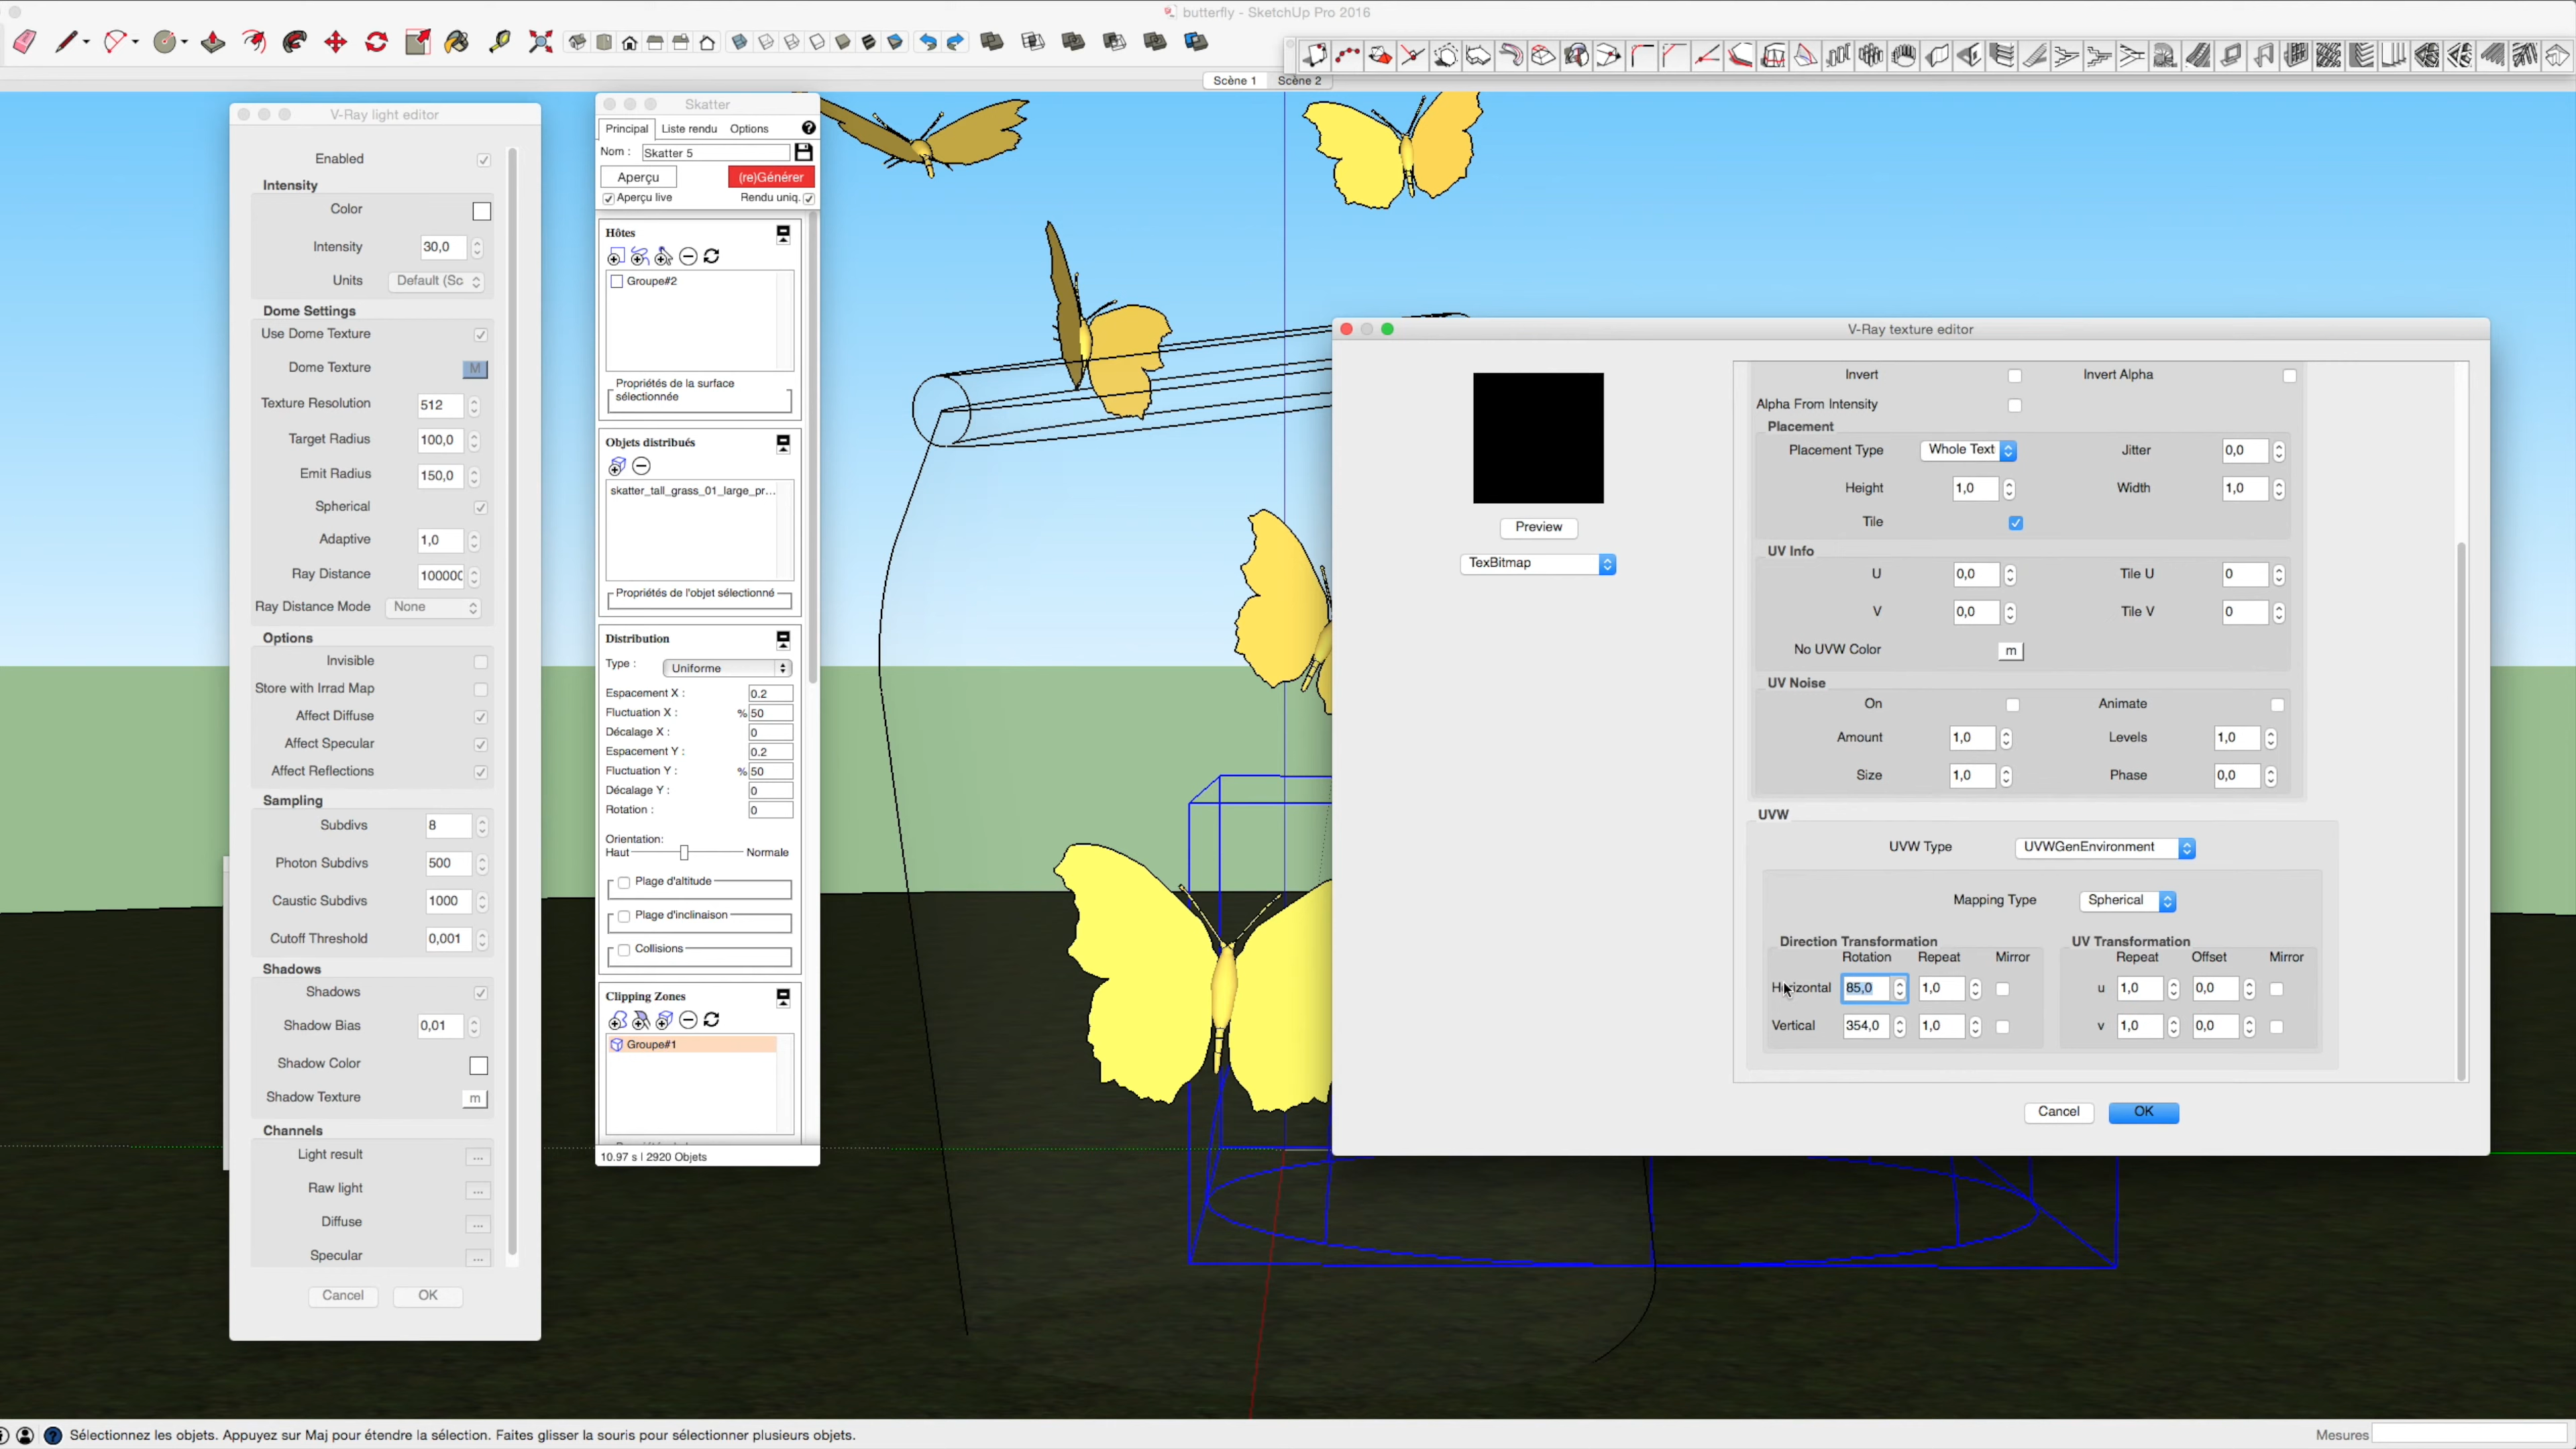 butterfly - SketchUp Pro 2016
Scène 1
Scène 2
V-Ray light editor
Enabled
Intensity
Color
Intensity 30,0
Units Default (Sc
Dome Settings
Use Dome Texture
Dome Texture M
Texture Resolution 512
Target Radius 100,0
Emit Radius 150,0
Spherical
Adaptive 1,0
Ray Distance 10000C
Ray Distance Mode None
Options
Invisible
Store with Irrad Map
Affect Diffuse
Affect Specular
Affect Reflections
Sampling
Subdivs 8
Photon Subdivs 500
Caustic Subdivs 1000
Cutoff Threshold 0,001
Shadows
Shadows
Shadow Bias 0,01
Shadow Color
Shadow Texture m
Channels
Light result ...
Raw light ...
Diffuse ...
Specular ...
Cancel OK
Skatter
Principal Liste rendu Options ?
Nom : Skatter 5
Aperçu (re)Générer
Aperçu live Rendu uniq.
Hôtes
Groupe#2
Propriétés de la surface
sélectionnée
Objets distribués
skatter_tall_grass_01_large_pr...
Propriétés de l'objet sélectionné
Distribution
Type : Uniforme
Espacement X : 0.2
Fluctuation X : %50
Décalage X : 0
Espacement Y : 0.2
Fluctuation Y : %50
Décalage Y : 0
Rotation : 0
Orientation:
Haut Normale
Plage d'altitude
Plage d'inclinaison
Collisions
Clipping Zones
Groupe#1
10.97 s | 2920 Objets
V-Ray texture editor
Preview
TexBitmap
Invert Invert Alpha
Alpha From Intensity
Placement
Placement Type Whole Text Jitter 0,0
Height 1,0 Width 1,0
Tile
UV Info
U 0,0 Tile U 0
V 0,0 Tile V 0
No UVW Color m
UV Noise
On Animate
Amount 1,0 Levels 1,0
Size 1,0 Phase 0,0
UVW
UVW Type UVWGenEnvironment
Mapping Type Spherical
Direction Transformation UV Transformation
Rotation Repeat Mirror Repeat Offset Mirror
Horizontal 85,0 1,0 u 1,0 0,0
Vertical 354,0 1,0 v 1,0 0,0
Cancel OK
Sélectionnez les objets. Appuyez sur Maj pour étendre la sélection. Faites glisser la souris pour sélectionner plusieurs objets.
Mesures